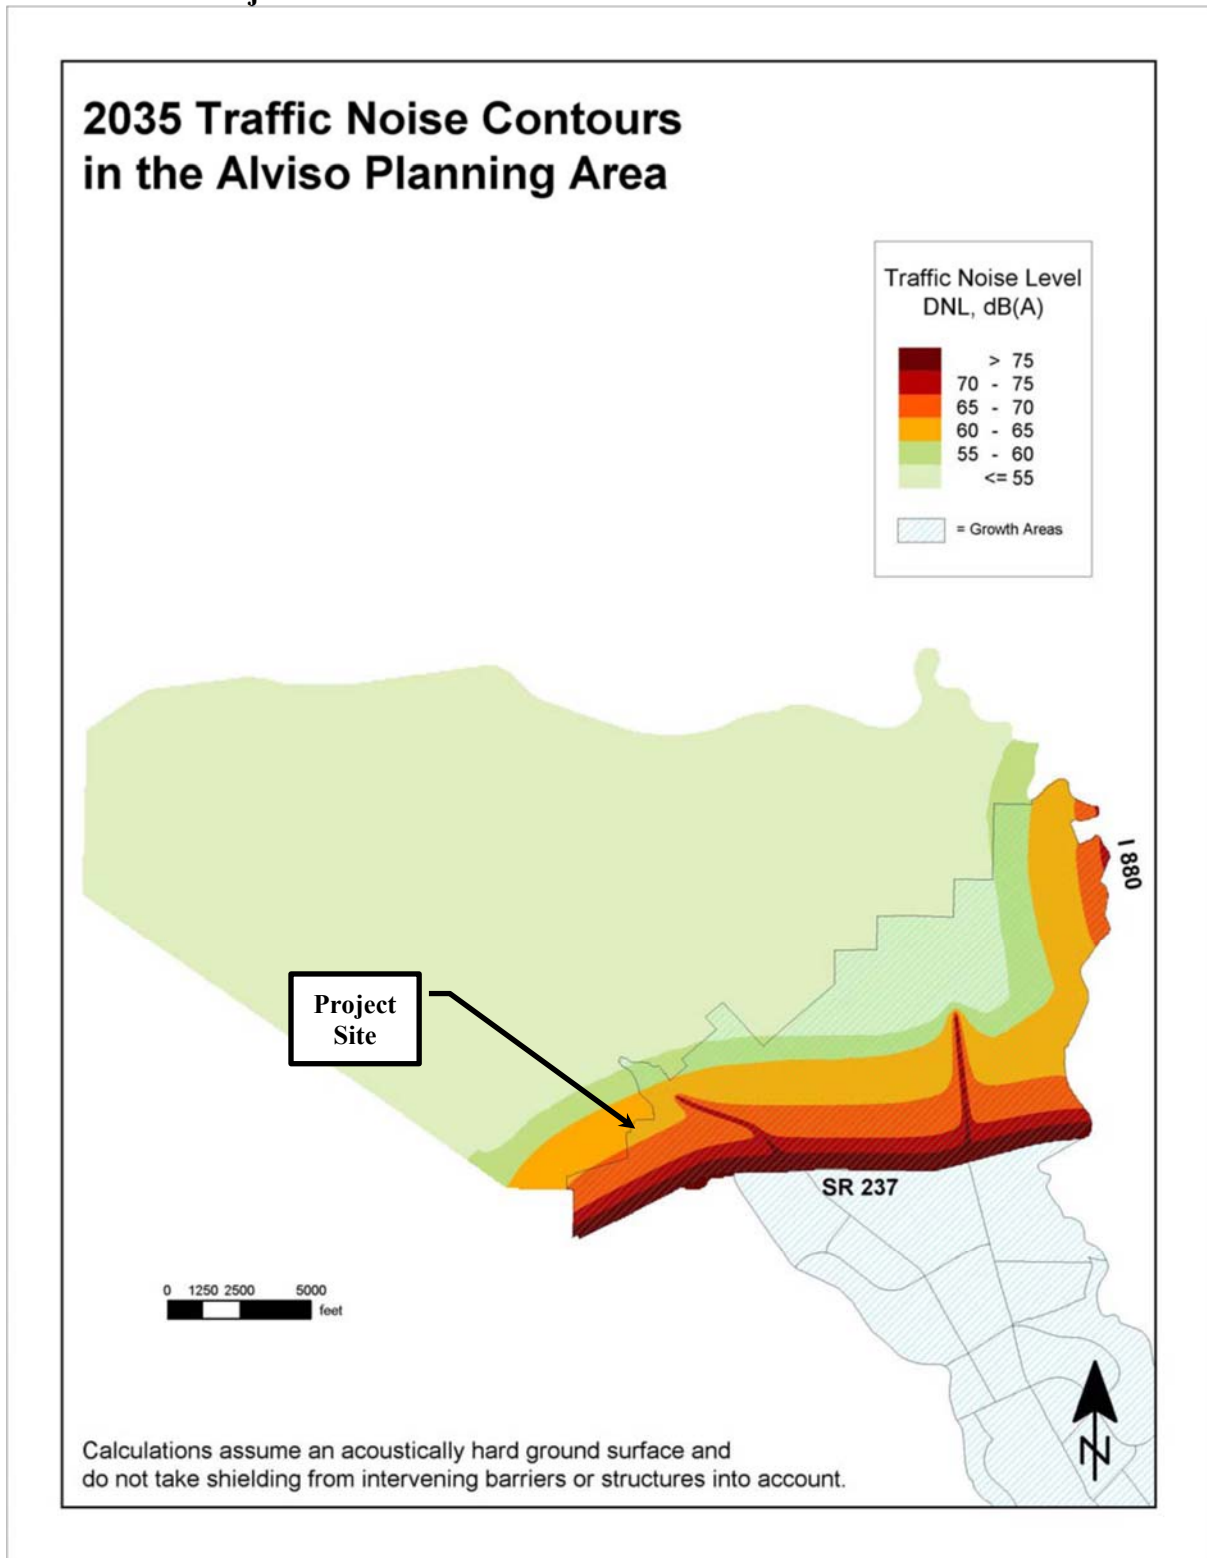 2035 Traffic Noise Contours
in the Alviso Planning Area
Traffic Noise Level
DNL, dB(A)
> 75
70 - 75
65 - 70
60 - 65
55 - 60
<= 55
= Growth Areas
I 880
Project
Site
SR 237
0 1250 2500 5000
feet
N
Calculations assume an acoustically hard ground surface and
do not take shielding from intervening barriers or structures into account.